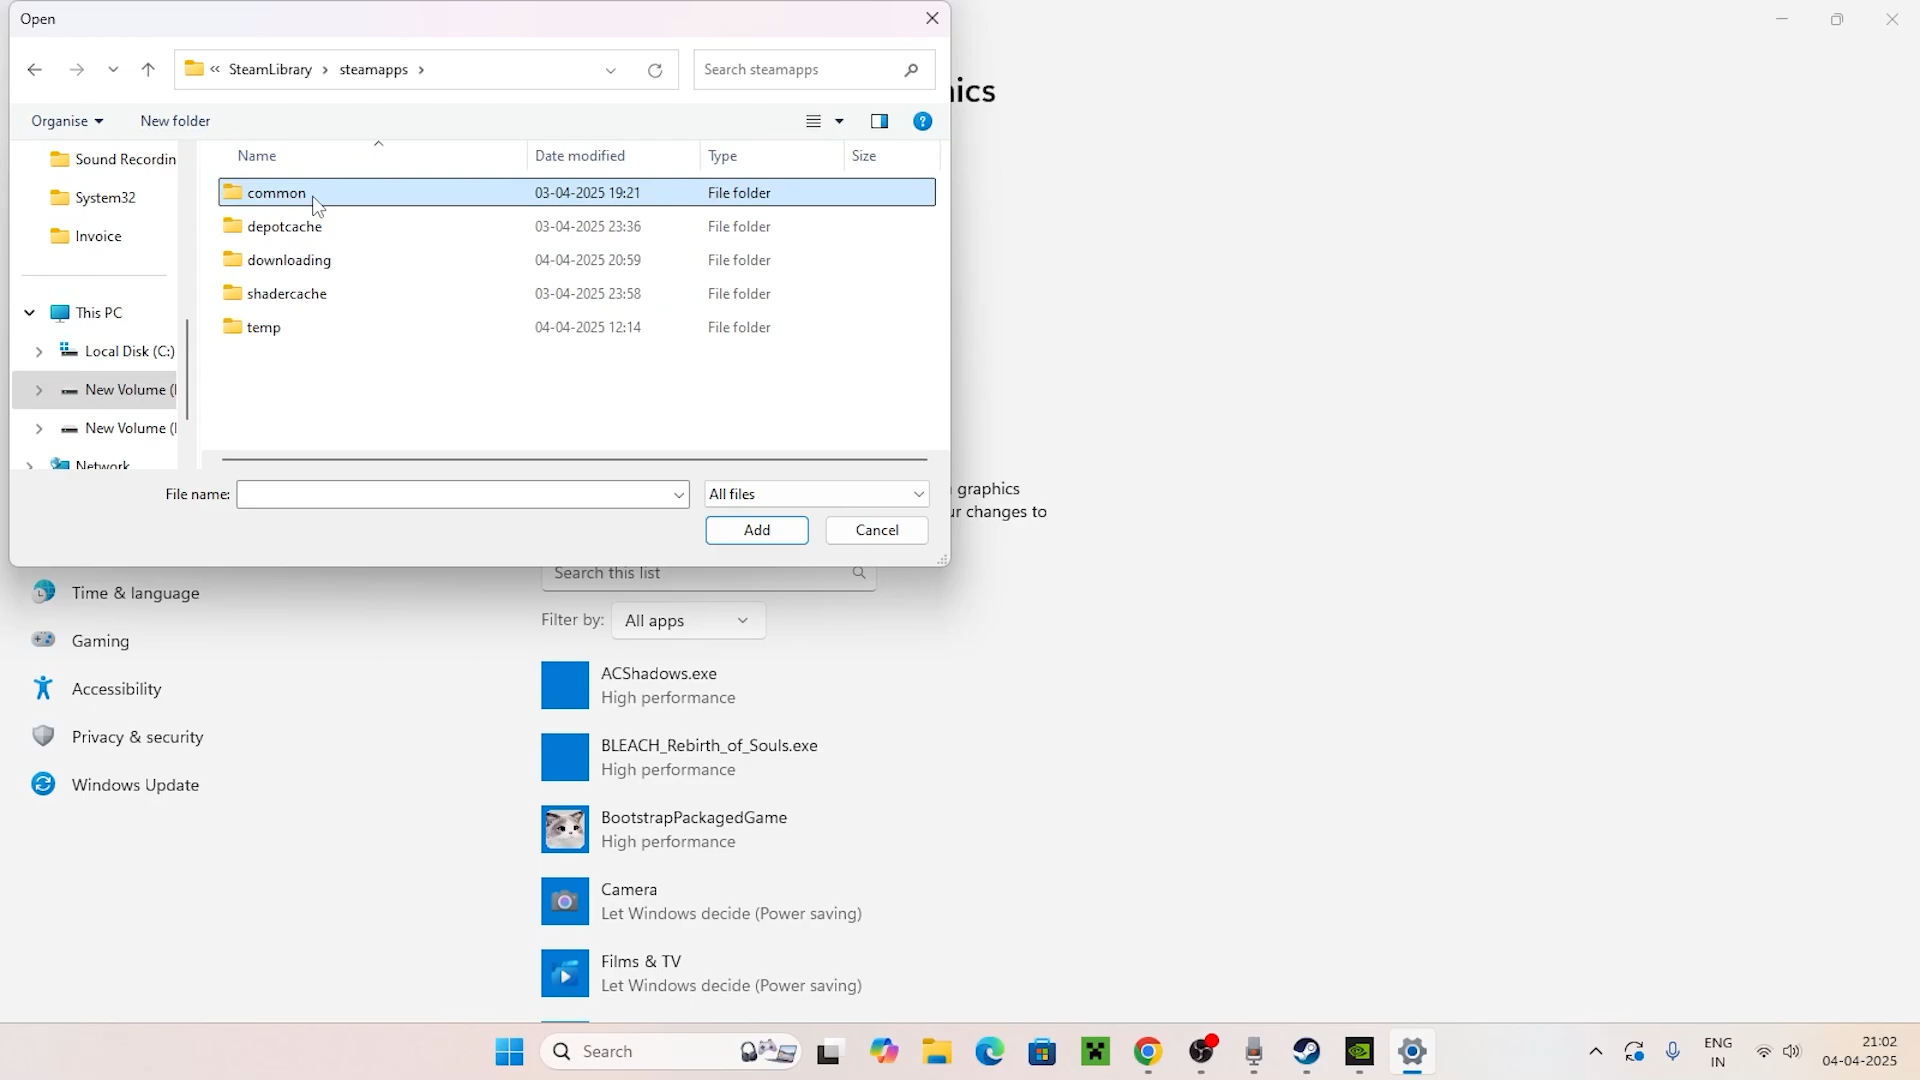 Open
« SteamLibrary › steamapps ›
Search steamapps
ics
Organise
New folder
Name
Date modified
Type
Size
Sound Recordin
System32
Invoice
This PC
Local Disk (C:)
New Volume (
New Volume (
Network
common 03-04-2025 19:21 File folder
depotcache 03-04-2025 23:36 File folder
downloading 04-04-2025 20:59 File folder
shadercache 03-04-2025 23:58 File folder
temp 04-04-2025 12:14 File folder
File name:
All files
Add
Cancel
graphics
ur changes to
Time & language
Gaming
Accessibility
Privacy & security
Windows Update
Search this list
Filter by: All apps
ACShadows.exe
High performance
BLEACH_Rebirth_of_Souls.exe
High performance
BootstrapPackagedGame
High performance
Camera
Let Windows decide (Power saving)
Films & TV
Let Windows decide (Power saving)
Search
ENG
IN
21:02
04-04-2025